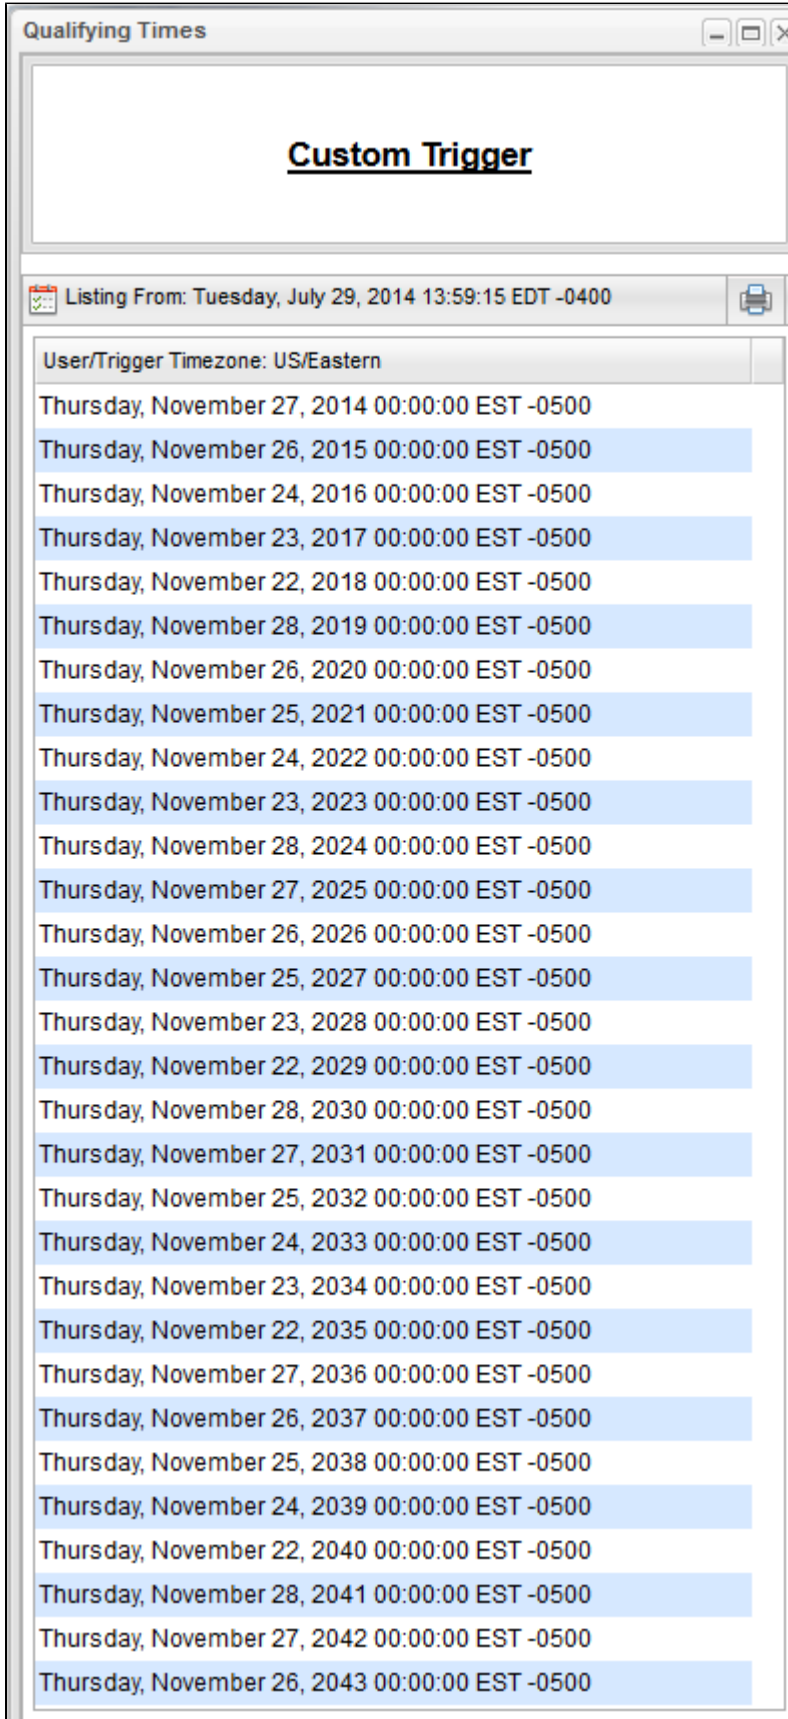 Qualifying Times
Custom Trigger
Listing From: Tuesday, July 29, 2014 13:59:15 EDT -0400
User/Trigger Timezone: US/Eastern
Thursday, November 27, 2014 00:00:00 EST -0500
Thursday, November 26, 2015 00:00:00 EST -0500
Thursday, November 24, 2016 00:00:00 EST -0500
Thursday, November 23, 2017 00:00:00 EST -0500
Thursday, November 22, 2018 00:00:00 EST -0500
Thursday, November 28, 2019 00:00:00 EST -0500
Thursday, November 26, 2020 00:00:00 EST -0500
Thursday, November 25, 2021 00:00:00 EST -0500
Thursday, November 24, 2022 00:00:00 EST -0500
Thursday, November 23, 2023 00:00:00 EST -0500
Thursday, November 28, 2024 00:00:00 EST -0500
Thursday, November 27, 2025 00:00:00 EST -0500
Thursday, November 26, 2026 00:00:00 EST -0500
Thursday, November 25, 2027 00:00:00 EST -0500
Thursday, November 23, 2028 00:00:00 EST -0500
Thursday, November 22, 2029 00:00:00 EST -0500
Thursday, November 28, 2030 00:00:00 EST -0500
Thursday, November 27, 2031 00:00:00 EST -0500
Thursday, November 25, 2032 00:00:00 EST -0500
Thursday, November 24, 2033 00:00:00 EST -0500
Thursday, November 23, 2034 00:00:00 EST -0500
Thursday, November 22, 2035 00:00:00 EST -0500
Thursday, November 27, 2036 00:00:00 EST -0500
Thursday, November 26, 2037 00:00:00 EST -0500
Thursday, November 25, 2038 00:00:00 EST -0500
Thursday, November 24, 2039 00:00:00 EST -0500
Thursday, November 22, 2040 00:00:00 EST -0500
Thursday, November 28, 2041 00:00:00 EST -0500
Thursday, November 27, 2042 00:00:00 EST -0500
Thursday, November 26, 2043 00:00:00 EST -0500